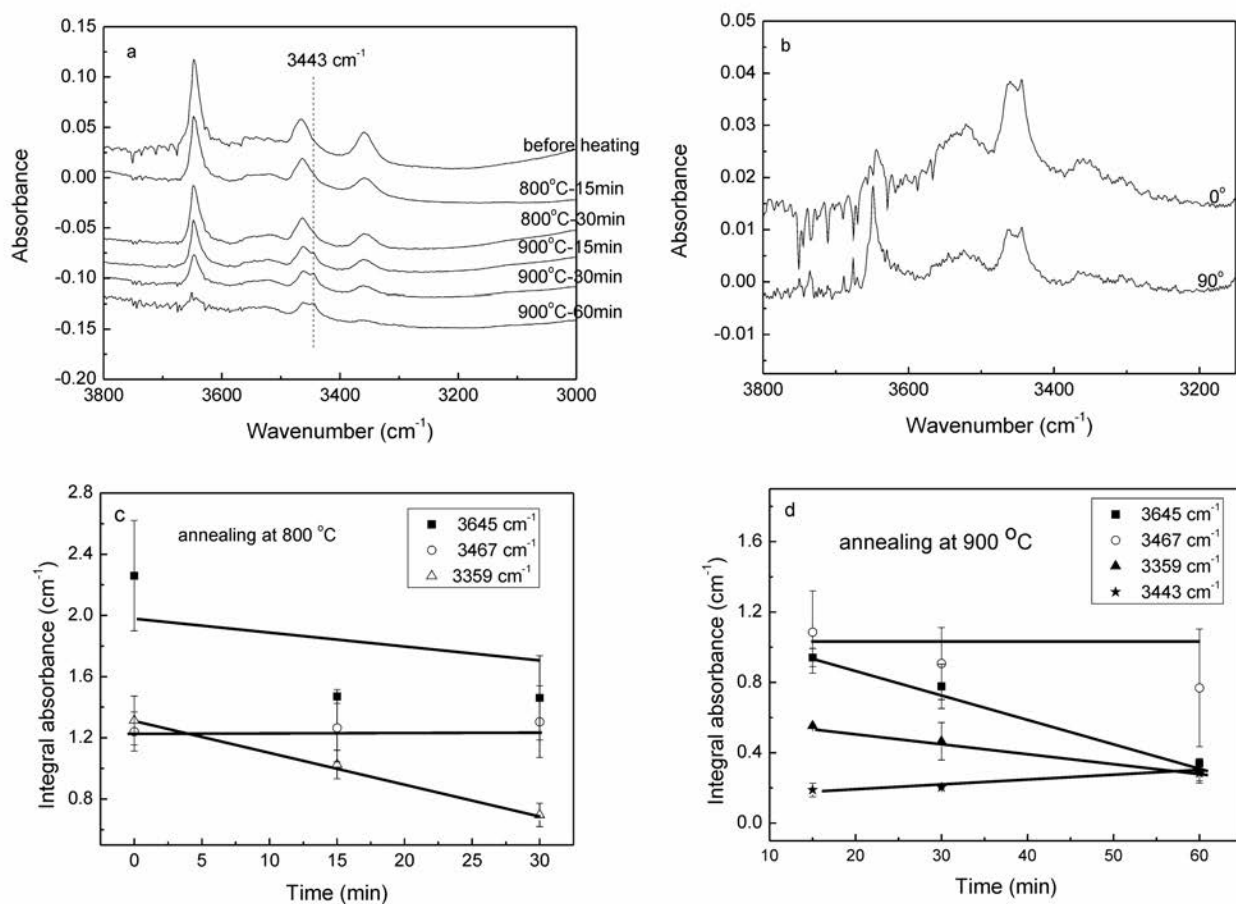 a
3443 cm⁻¹
before heating
800°C-15min
800°C-30min
900°C-15min
900°C-30min
900°C-60min
0.15
0.10
0.05
0.00
-0.05
-0.10
-0.15
-0.20
3800
3600
3400
3200
3000
Absorbance
Wavenumber (cm⁻¹)
b
0°
90°
0.05
0.04
0.03
0.02
0.01
0.00
-0.01
3800
3600
3400
3200
Absorbance
Wavenumber (cm⁻¹)
c
annealing at 800 °C
3645 cm⁻¹
3467 cm⁻¹
3359 cm⁻¹
2.8
2.4
2.0
1.6
1.2
0.8
0
5
10
15
20
25
30
Integral absorbance (cm⁻¹)
Time (min)
d
annealing at 900 °C
3645 cm⁻¹
3467 cm⁻¹
3359 cm⁻¹
3443 cm⁻¹
1.6
1.2
0.8
0.4
0.0
10
20
30
40
50
60
Integral absorbance (cm⁻¹)
Time (min)